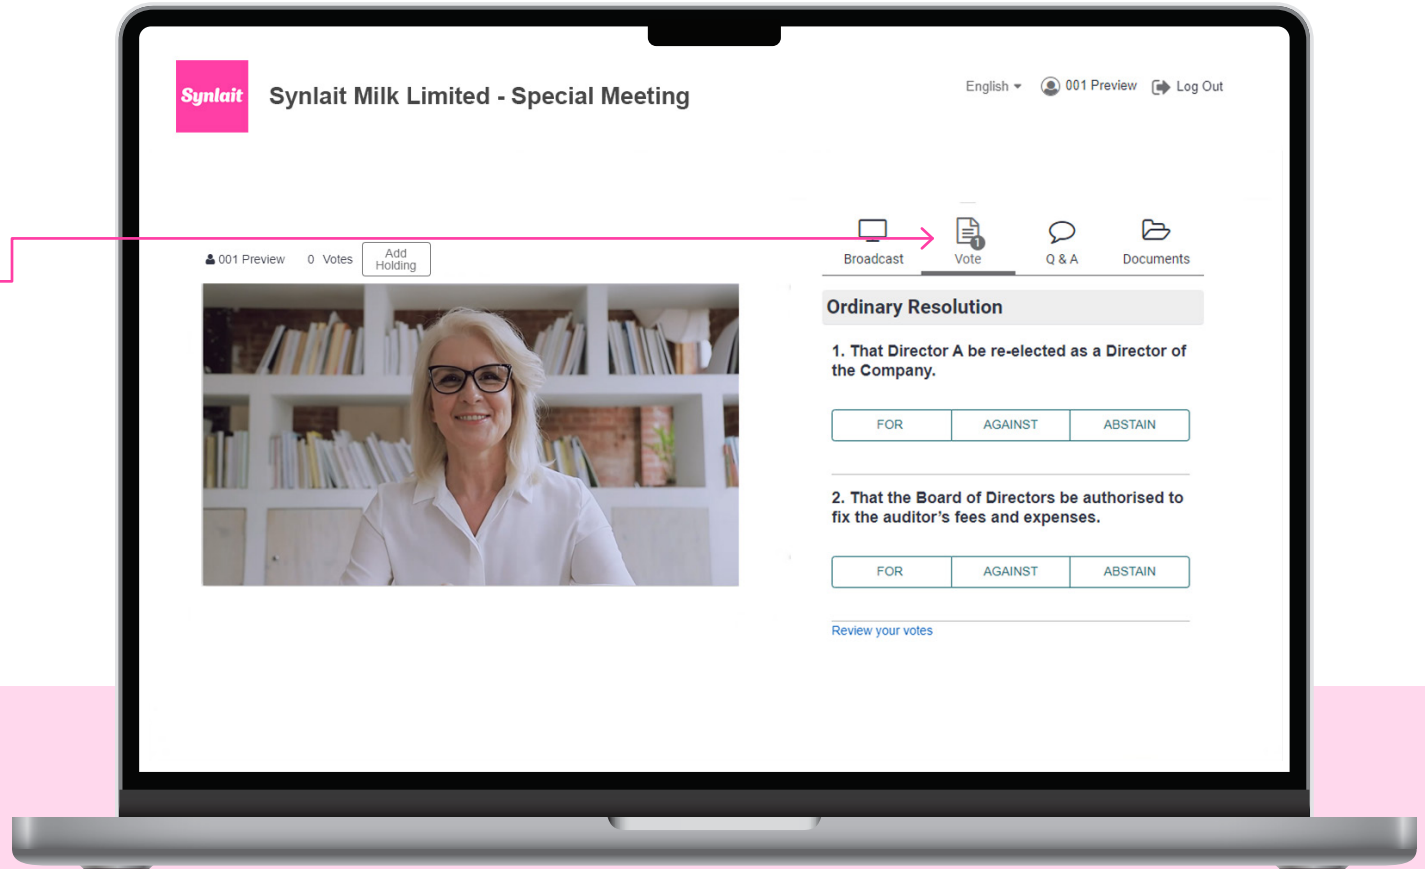 Synlait
Synlait Milk Limited - Special Meeting
English
001 Preview
Log Out
001 Preview
0 Votes
Add
Holding
Broadcast
1
Vote
Q & A
Documents
Ordinary Resolution
1. That Director A be re-elected as a Director of
the Company.
FOR
AGAINST
ABSTAIN
2. That the Board of Directors be authorised to
fix the auditor’s fees and expenses.
FOR
AGAINST
ABSTAIN
Review your votes